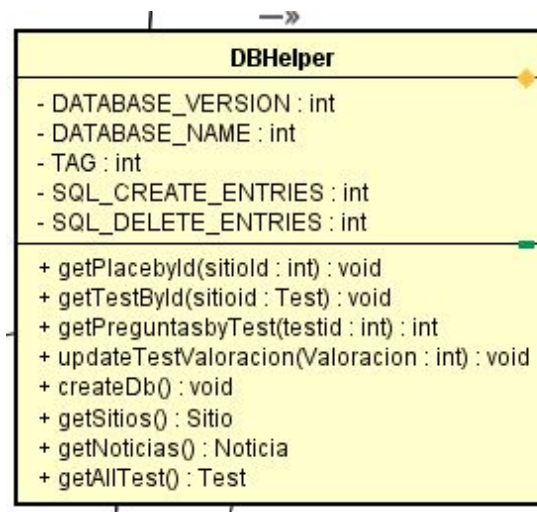 DBHelper
- DATABASE_VERSION : int
- DATABASE_NAME : int
- TAG : int
- SQL_CREATE_ENTRIES : int
- SQL_DELETE_ENTRIES : int
+ getPlacebyId(sitioId : int) : void
+ getTestById(sitioid : Test) : void
+ getPreguntasbyTest(testid : int) : int
+ updateTestValoracion(Valoracion : int) : void
+ createDb() : void
+ getSitios() : Sitio
+ getNoticias() : Noticia
+ getAllTest() : Test